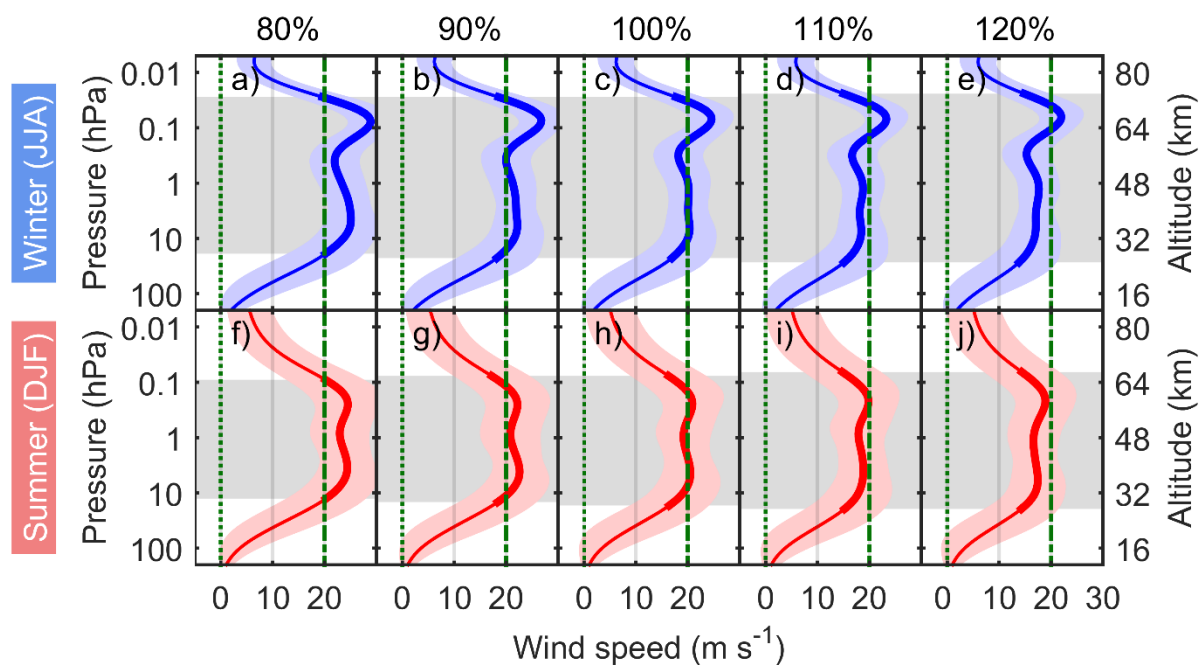 80% 90% 100% 110% 120%
Winter (JJA)
Pressure (hPa)
0.01
0.1
1
10
100
a) b) c) d) e)
80
64
48
32
16
Altitude (km)
Summer (DJF)
Pressure (hPa)
0.01
0.1
1
10
100
f) g) h) i) j)
80
64
48
32
16
Altitude (km)
0 10 20 0 10 20 0 10 20 0 10 20 0 10 20 30
Wind speed (m s⁻¹)